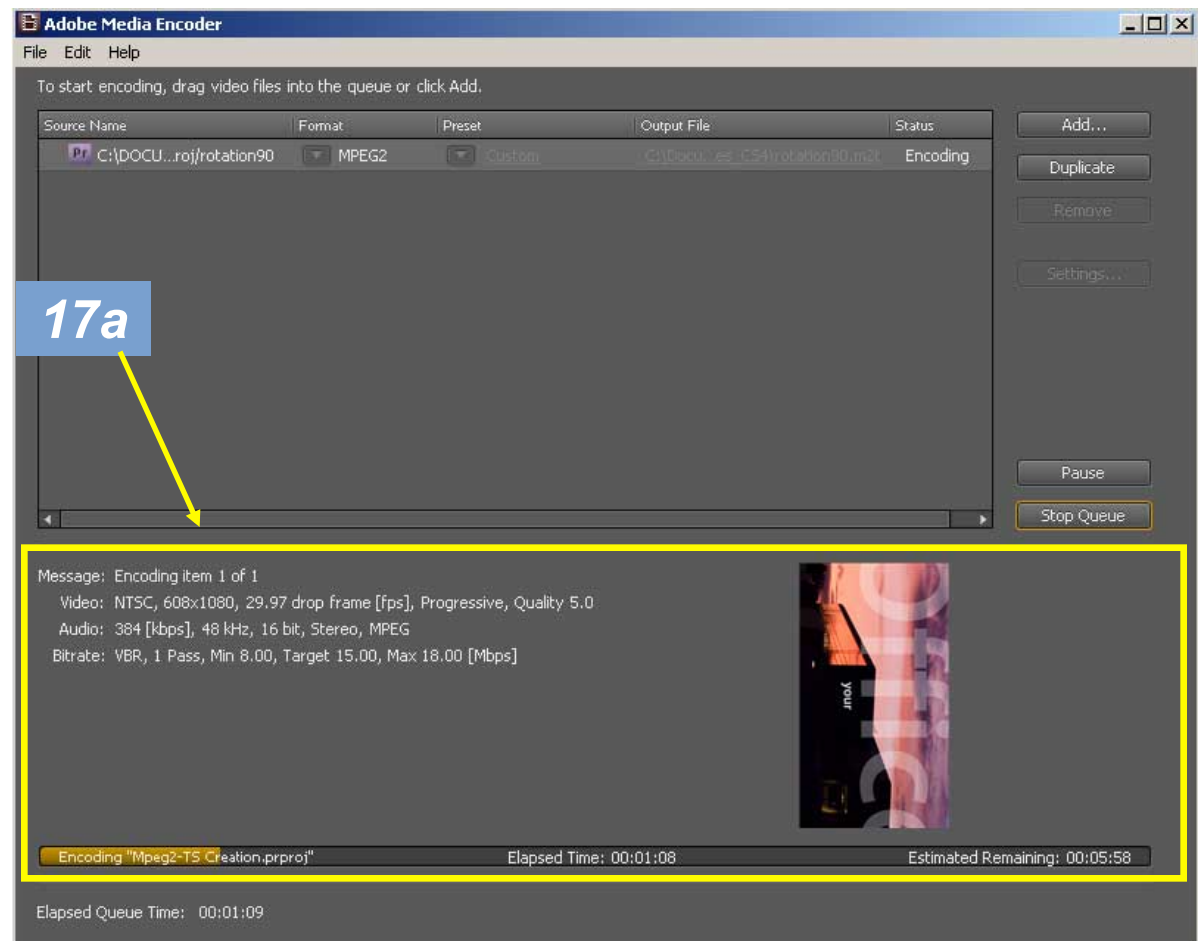 Adobe Media Encoder
File Edit Help
To start encoding, drag video files into the queue or click Add.
Source Name Format Preset Output File Status Add...
Pr C:\DOCU...roj/rotation90 MPEG2 Custom C:\Docu...es_CS4\rotation90.m2t Encoding
Duplicate
Remove
Settings...
17a
Pause
Stop Queue
Message: Encoding item 1 of 1
Video: NTSC, 608x1080, 29.97 drop frame [fps], Progressive, Quality 5.0
Audio: 384 [kbps], 48 kHz, 16 bit, Stereo, MPEG
Bitrate: VBR, 1 Pass, Min 8.00, Target 15.00, Max 18.00 [Mbps]
your
Encoding "Mpeg2-TS Creation.prproj" Elapsed Time: 00:01:08 Estimated Remaining: 00:05:58
Elapsed Queue Time: 00:01:09